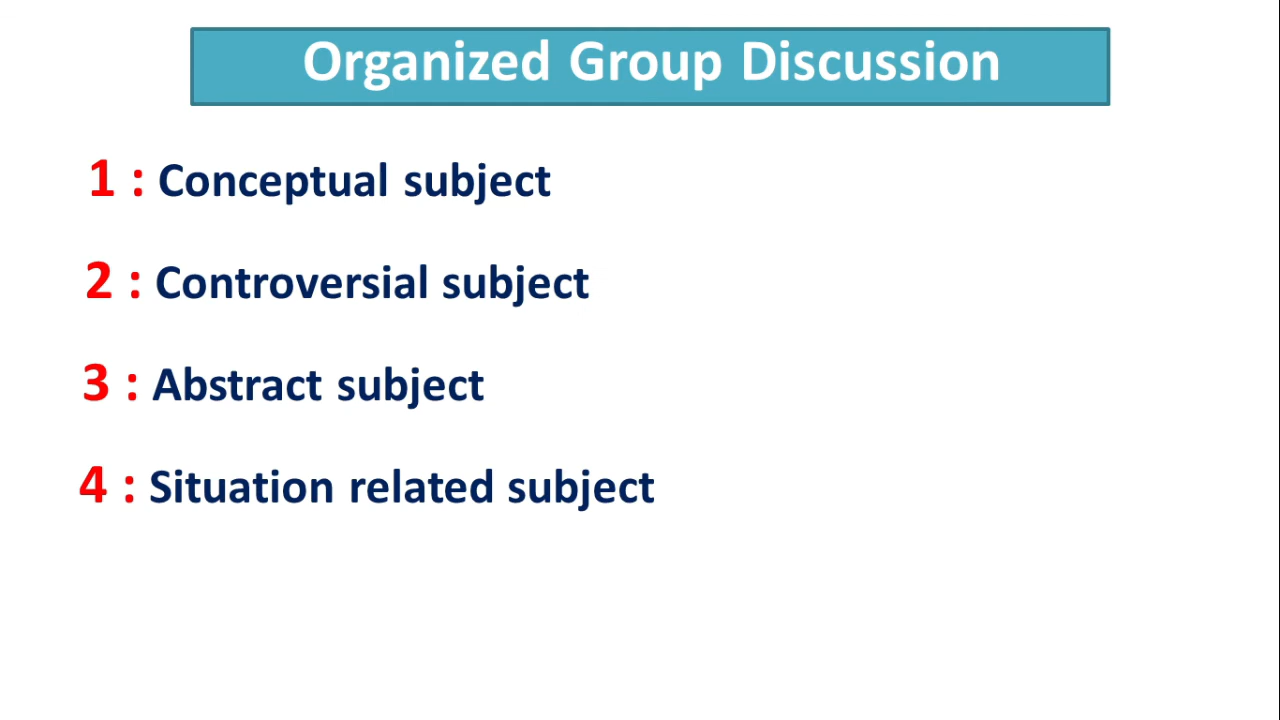 Organized Group Discussion
1 : Conceptual subject
2 : Controversial subject
3 : Abstract subject
4 : Situation related subject